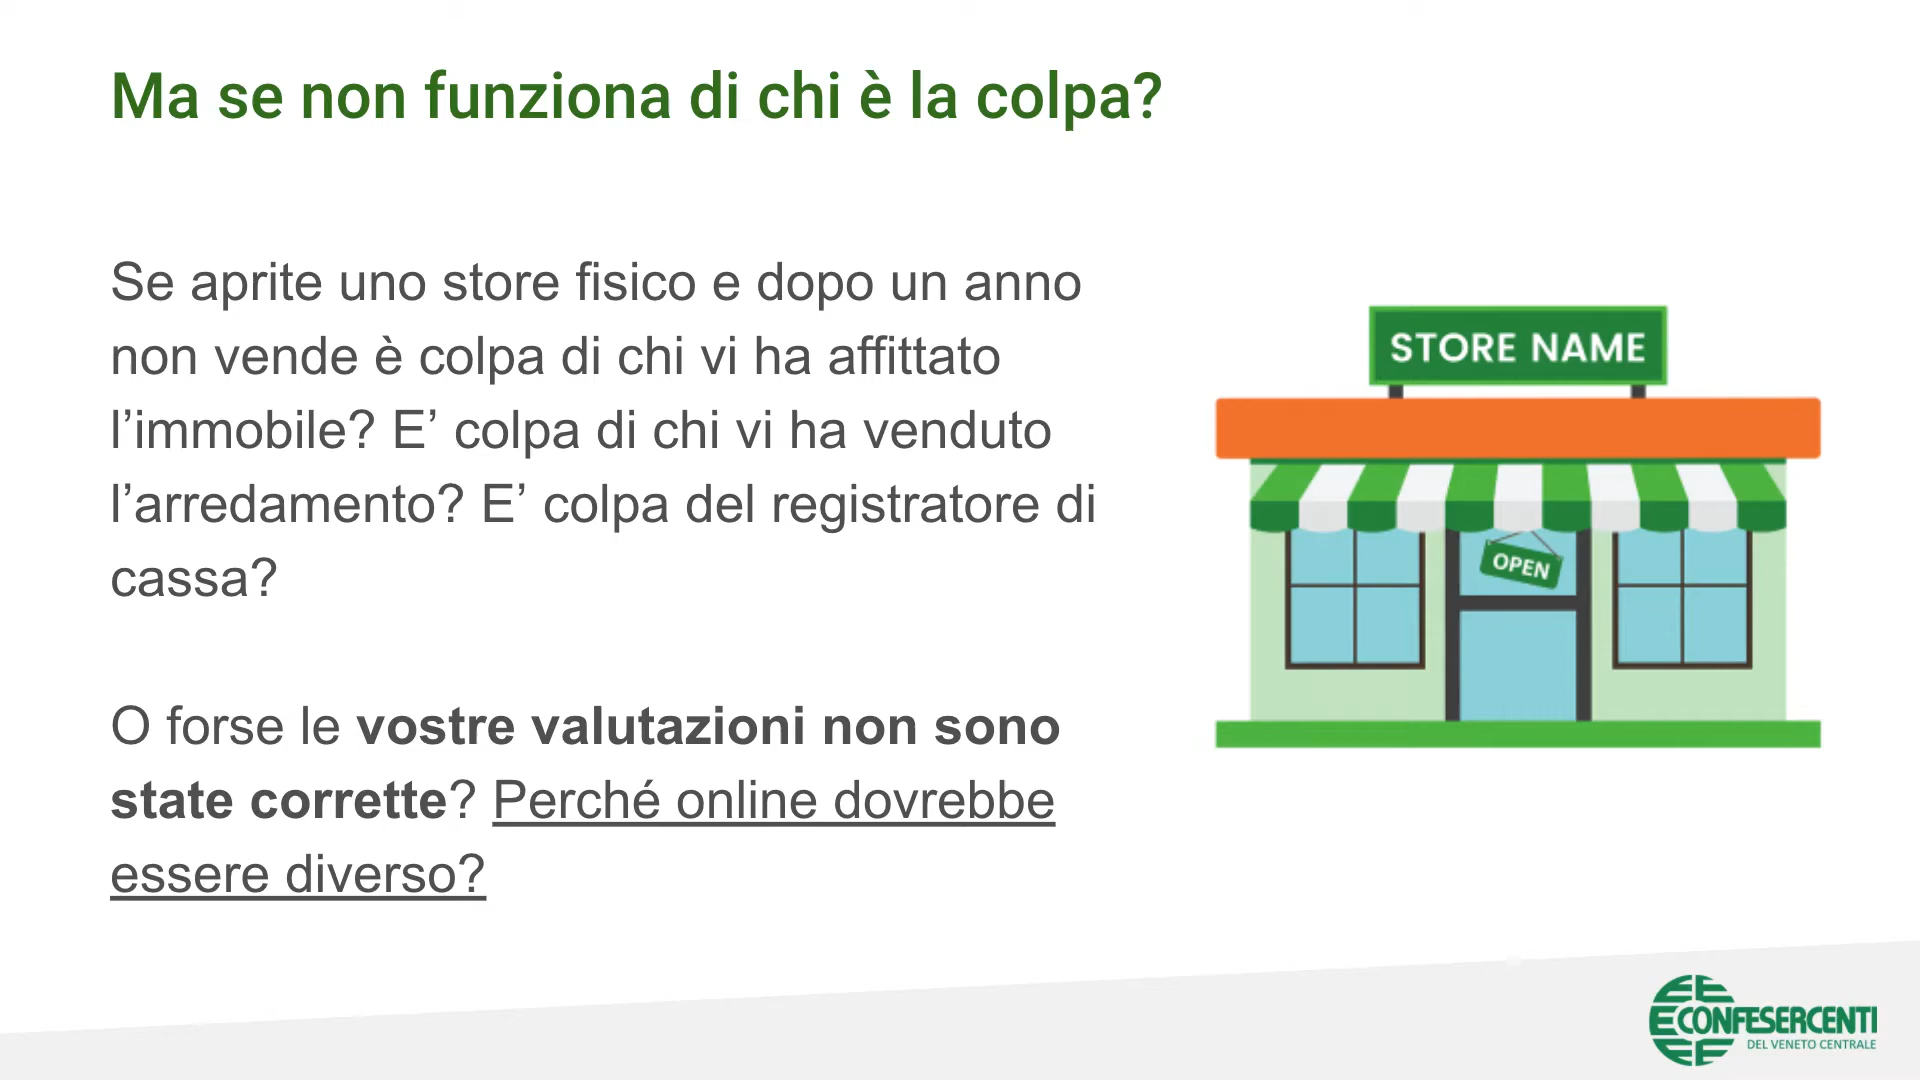 Ma se non funziona di chi è la colpa?
Se aprite uno store fisico e dopo un anno
non vende è colpa di chi vi ha affittato
l’immobile? E’ colpa di chi vi ha venduto
l’arredamento? E’ colpa del registratore di
cassa?
O forse le vostre valutazioni non sono
state corrette? Perché online dovrebbe
essere diverso?
STORE NAME
OPEN
CONFESERCENTI
DEL VENETO CENTRALE